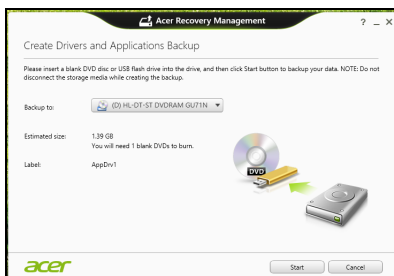 Acer Recovery Management
? _ X
Create Drivers and Applications Backup
Please insert a blank DVD disc or USB flash drive into the drive, and then click Start button to backup your data. NOTE: Do not
disconnect the storage media while creating the backup.
Backup to:
(D) HL-DT-ST DVDRAM GU71N
Estimated size:
1.39 GB
You will need 1 blank DVDs to burn.
Label:
AppDrv1
DVD
acer
Start
Cancel